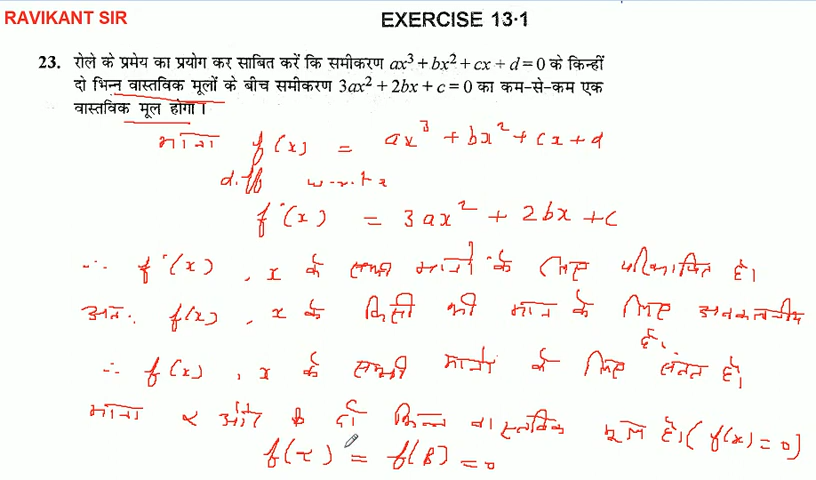 RAVIKANT SIR
EXERCISE 13·1
23. रोले के प्रमेय का प्रयोग कर साबित करें कि समीकरण ax³ + bx² + cx + d = 0 के किन्हीं
दो भिन्न वास्तविक मूलों के बीच समीकरण 3ax² + 2bx + c = 0 का कम-से-कम एक
वास्तविक मूल होगा।
माना f(x) = ax³ + bx² + cx + d
diff w.r.t x
f'(x) = 3ax² + 2bx + c
∴ f'(x), x के सभी मानों के लिए परिभाषित है।
अतः f(x), x के किसी भी मान के लिए अवकलनीय
है।
∴ f(x), x के सभी मानों के लिए संतत है।
माना α और β दो भिन्न वास्तविक मूल है। (f(x) = 0)
f(α) = f(β) = 0